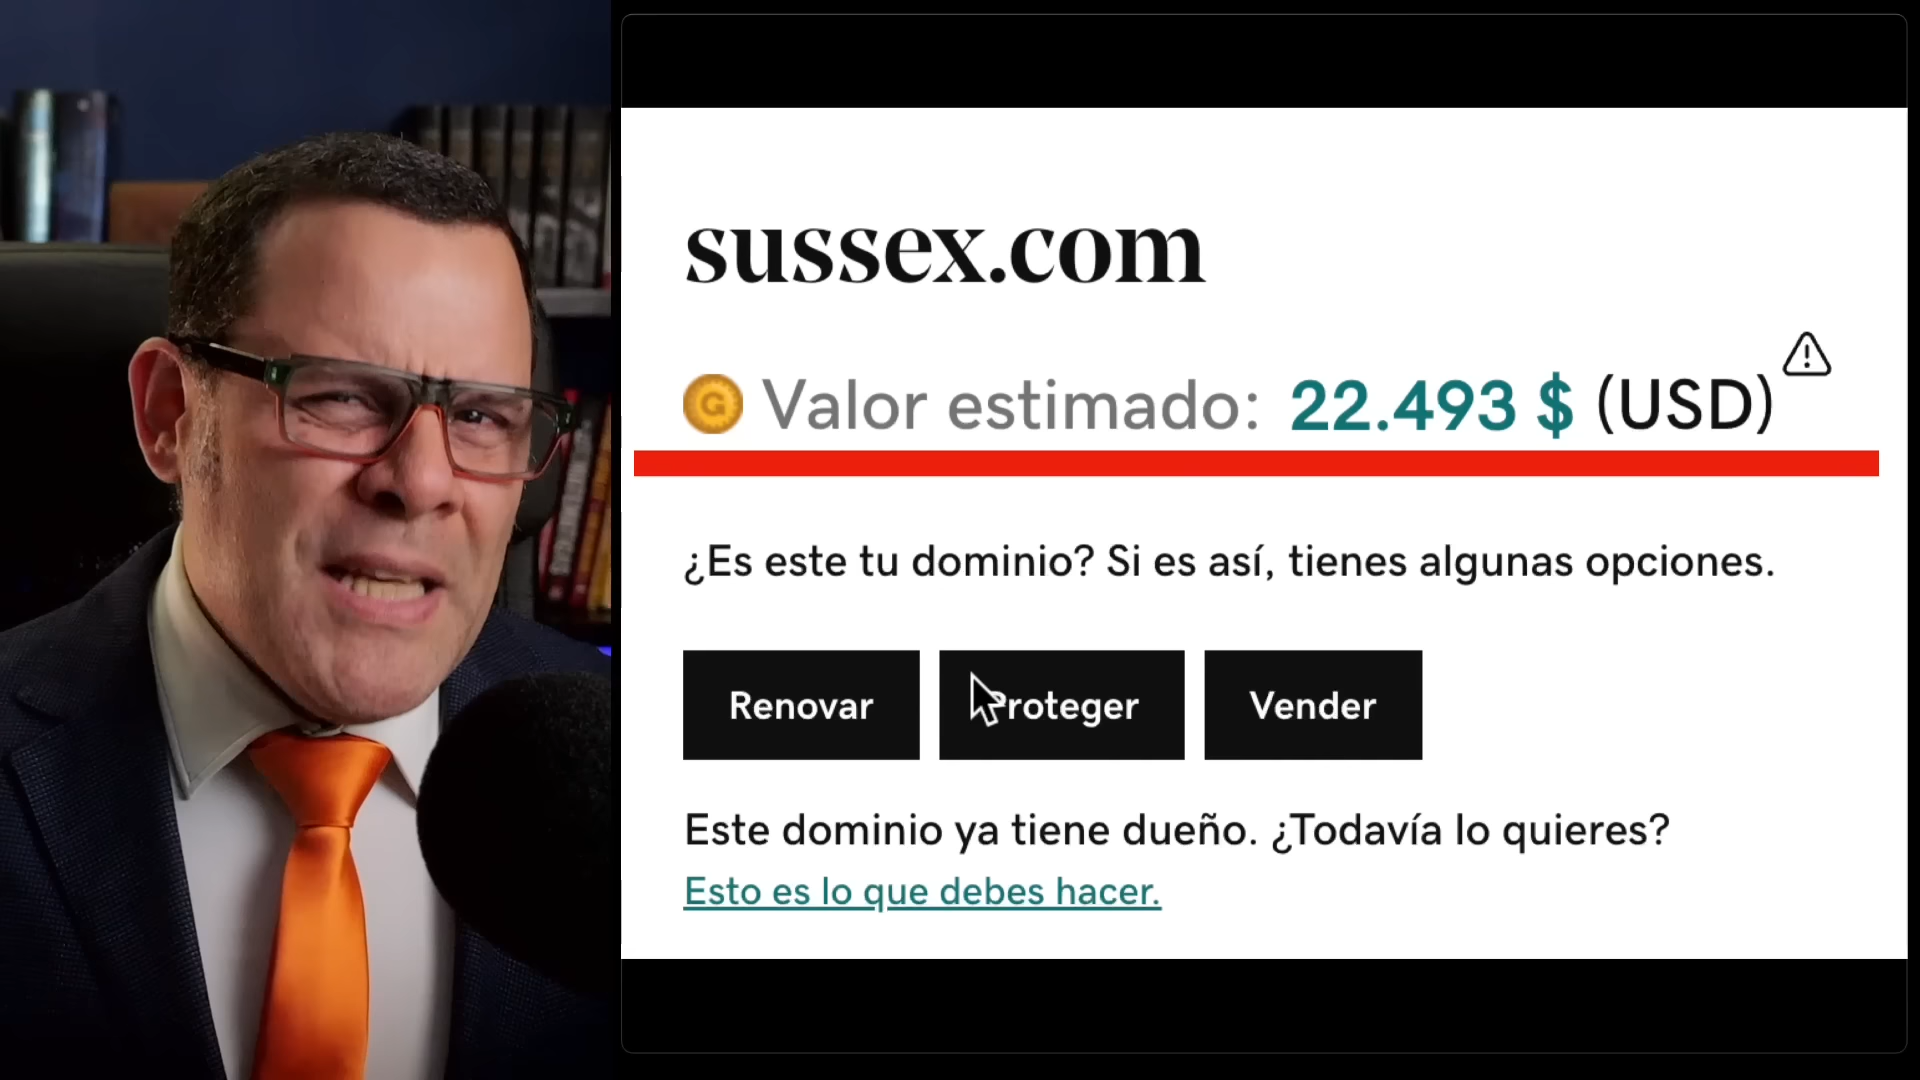 sussex.com
G Valor estimado: 22.493 $ (USD)
¿Es este tu dominio? Si es así, tienes algunas opciones.
Renovar Proteger Vender
Este dominio ya tiene dueño. ¿Todavía lo quieres?
Esto es lo que debes hacer.